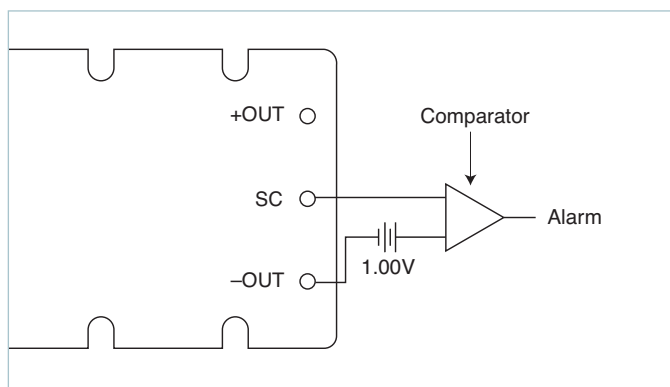 +OUT
Comparator
SC
Alarm
1.00V
–OUT